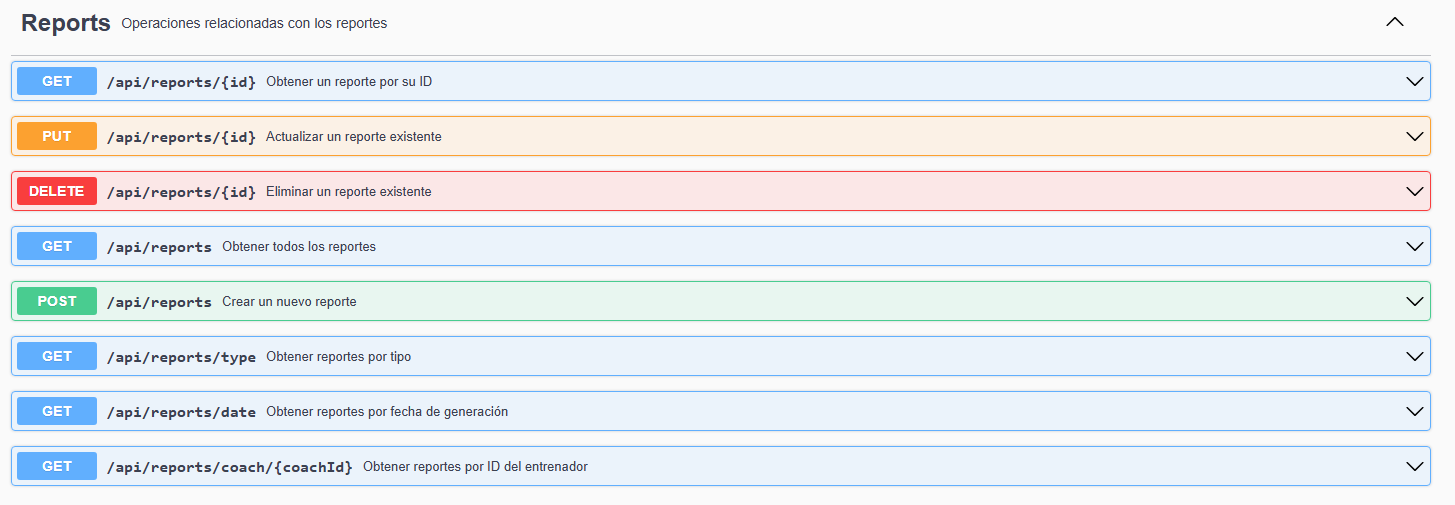 Reports Operaciones relacionadas con los reportes
GET /api/reports/{id} Obtener un reporte por su ID
PUT /api/reports/{id} Actualizar un reporte existente
DELETE /api/reports/{id} Eliminar un reporte existente
GET /api/reports Obtener todos los reportes
POST /api/reports Crear un nuevo reporte
GET /api/reports/type Obtener reportes por tipo
GET /api/reports/date Obtener reportes por fecha de generación
GET /api/reports/coach/{coachId} Obtener reportes por ID del entrenador